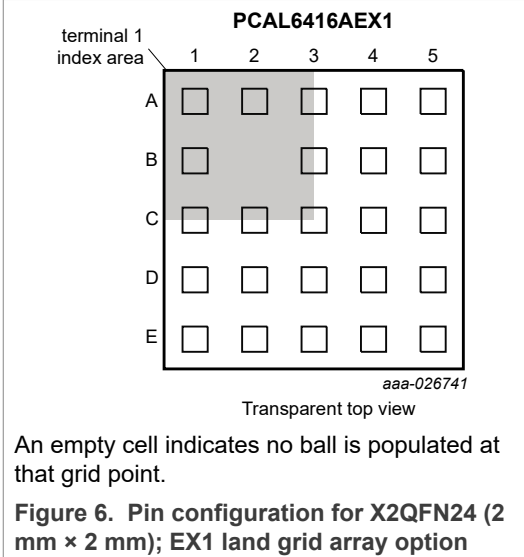 PCAL6416AEX1
terminal 1
index area
1 2 3 4 5
A
B
C
D
E
aaa-026741
Transparent top view
An empty cell indicates no ball is populated at
that grid point.
Figure 6. Pin configuration for X2QFN24 (2
mm × 2 mm); EX1 land grid array option